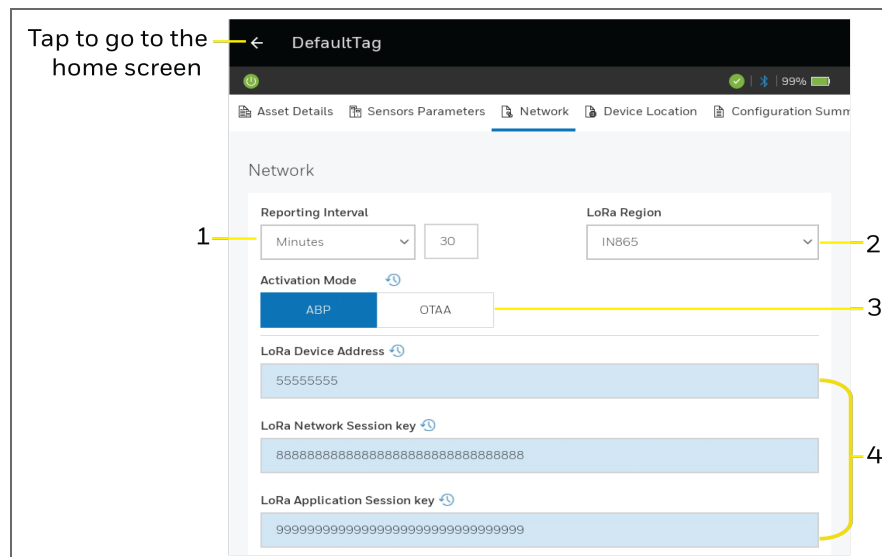 Tap to go to the
home screen
DefaultTag
99%
Asset Details Sensors Parameters Network Device Location Configuration Summ
Network
Reporting Interval LoRa Region
1 Minutes 30 IN865 2
Activation Mode
ABP OTAA 3
LoRa Device Address
55555555
LoRa Network Session key
88888888888888888888888888888888
4
LoRa Application Session key
99999999999999999999999999999999